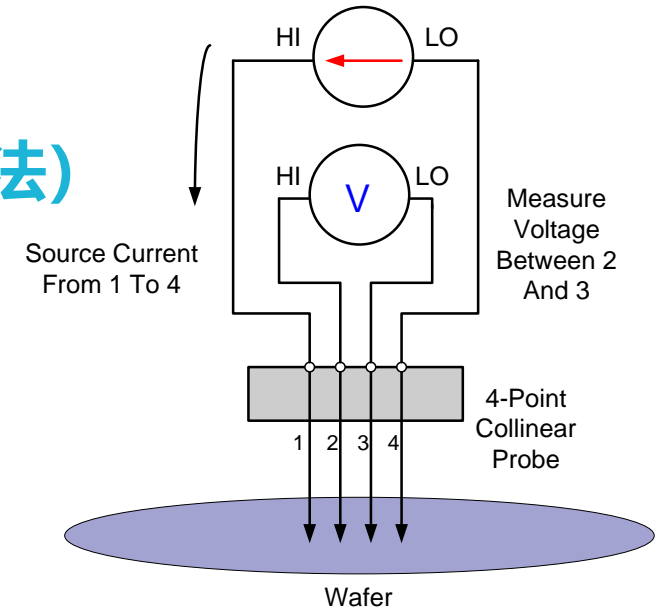 法)
HI
LO
HI
LO
V
Source Current
From 1 To 4
Measure
Voltage
Between 2
And 3
4-Point
Collinear
Probe
1
2
3
4
Wafer